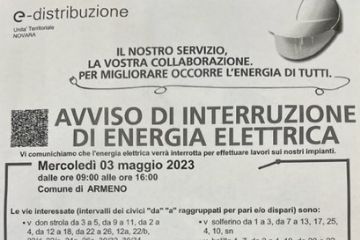 e-distribuzione
Unita' Territoriale
NOVARA
IL NOSTRO SERVIZIO,
LA VOSTRA COLLABORAZIONE.
PER MIGLIORARE OCCORRE L'ENERGIA DI TUTTI.
AVVISO DI INTERRUZIONE
DI ENERGIA ELETTRICA
Vi comunichiamo che l'energia elettrica verrà interrotta per effettuare lavori sui nostri impianti.
Mercoledì 03 maggio 2023
dalle ore 09:00 alle ore 16:00
Comune di ARMENO
Le vie interessate (intervalli dei civici "da" "a" raggruppati per pari e/o dispari) sono:
• v don strola da 3 a 5, da 9 a 11, da 2 a
4, da 12 a 18, da 22 a 26, 12a, 22/b,
• v solferino da 1 a 3, da 7 a 13, 17, 25,
4, 10, sn